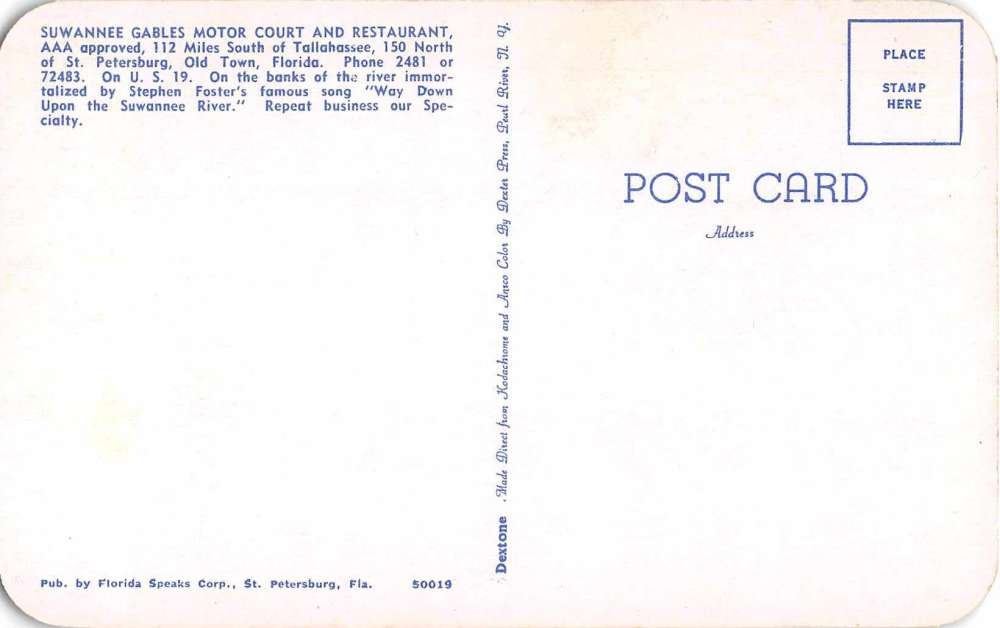 SUWANNEE GABLES MOTOR COURT AND RESTAURANT,
AAA approved, 112 Miles South of Tallahassee, 150 North
of St. Petersburg, Old Town, Florida. Phone 2481 or
72483. On U. S. 19. On the banks of the river immor-
talized by Stephen Foster's famous song "Way Down
Upon the Suwannee River." Repeat business our Spe-
cialty.
Pub. by Florida Speaks Corp., St. Petersburg, Fla. 50019
Dextone Made Direct from Kodachrome and Ansco Color By Dexter Press, Pearl River, N. Y.
PLACE
STAMP
HERE
POST CARD
Address